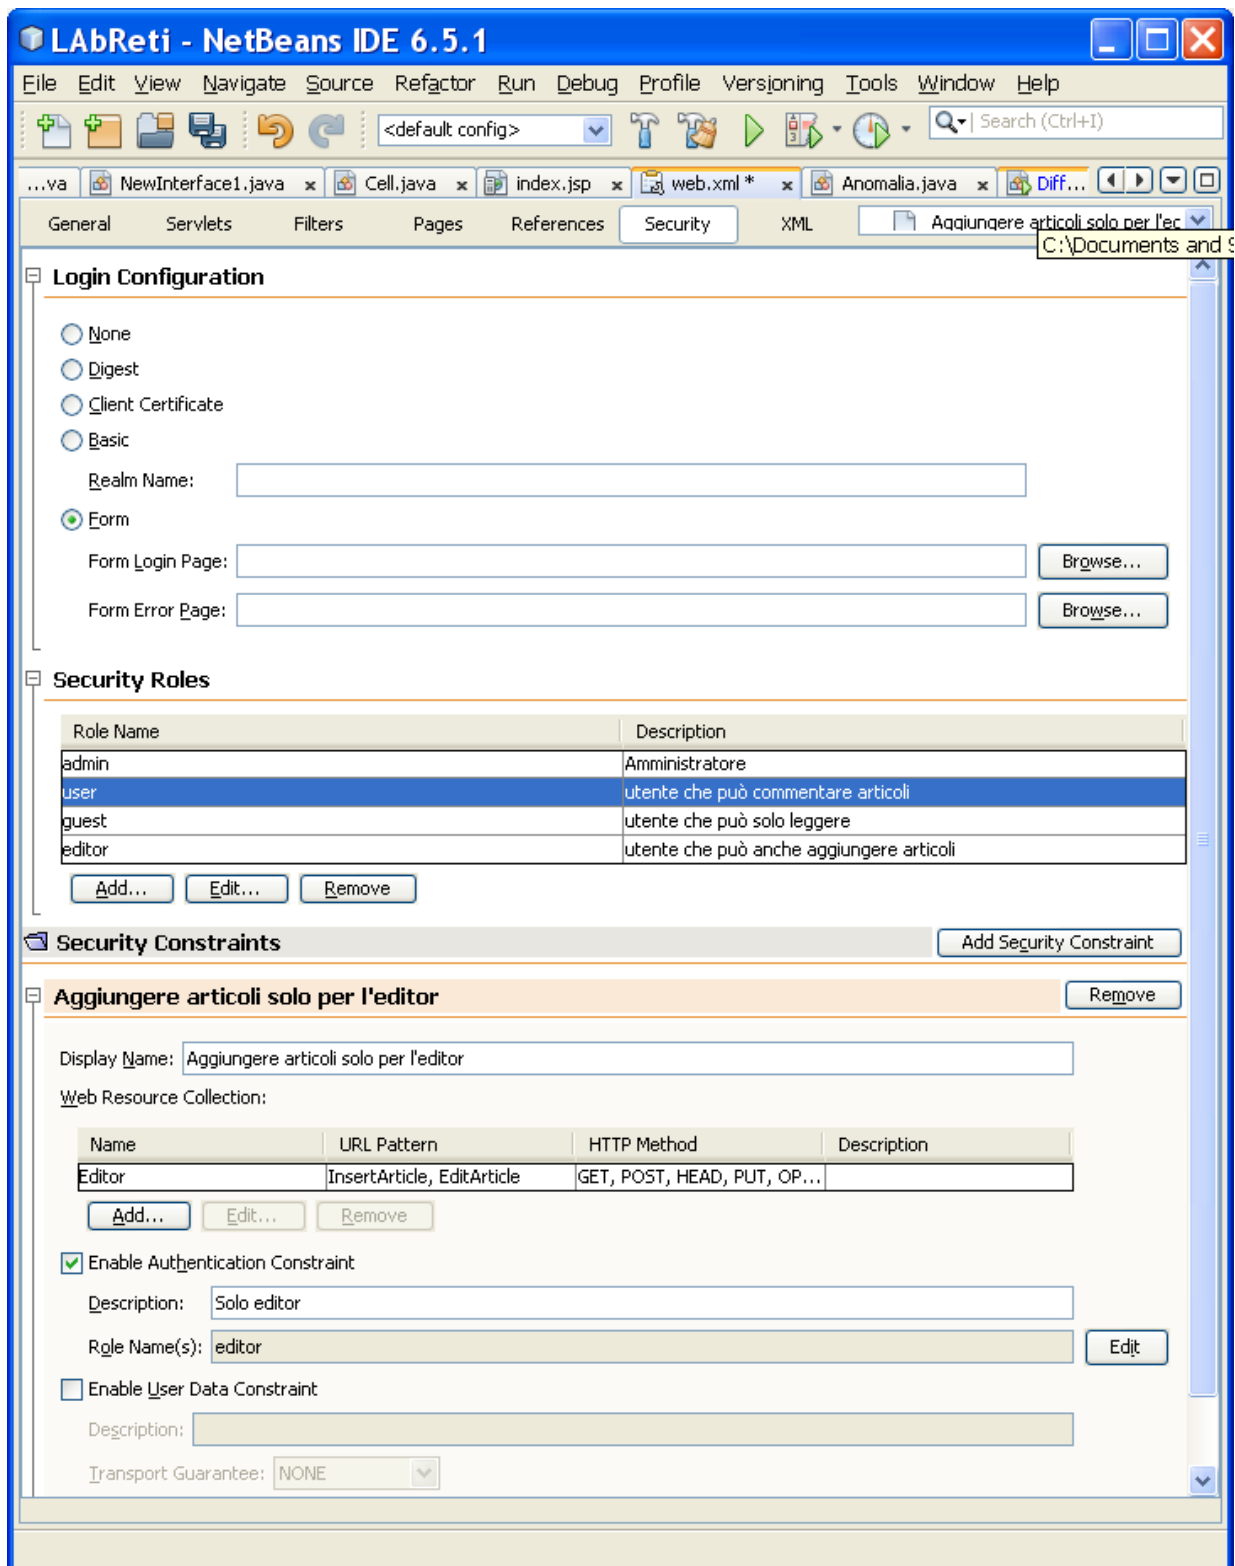 LAbReti - NetBeans IDE 6.5.1
File Edit View Navigate Source Refactor Run Debug Profile Versioning Tools Window Help
<default config> Search (Ctrl+I)
...va NewInterface1.java x Cell.java x index.jsp x web.xml * x Anomalia.java x Diff...
General Servlets Filters Pages References Security XML Aggiungere articoli solo per l'ec
C:\Documents and S
Login Configuration
None
Digest
Client Certificate
Basic
Realm Name:
Form
Form Login Page: Browse...
Form Error Page: Browse...
Security Roles
Role Name Description
admin Amministratore
user utente che può commentare articoli
guest utente che può solo leggere
editor utente che può anche aggiungere articoli
Add... Edit... Remove
Security Constraints Add Security Constraint
Aggiungere articoli solo per l'editor Remove
Display Name: Aggiungere articoli solo per l'editor
Web Resource Collection:
Name URL Pattern HTTP Method Description
Editor InsertArticle, EditArticle GET, POST, HEAD, PUT, OP...
Add... Edit... Remove
Enable Authentication Constraint
Description: Solo editor
Role Name(s): editor Edit
Enable User Data Constraint
Description:
Transport Guarantee: NONE